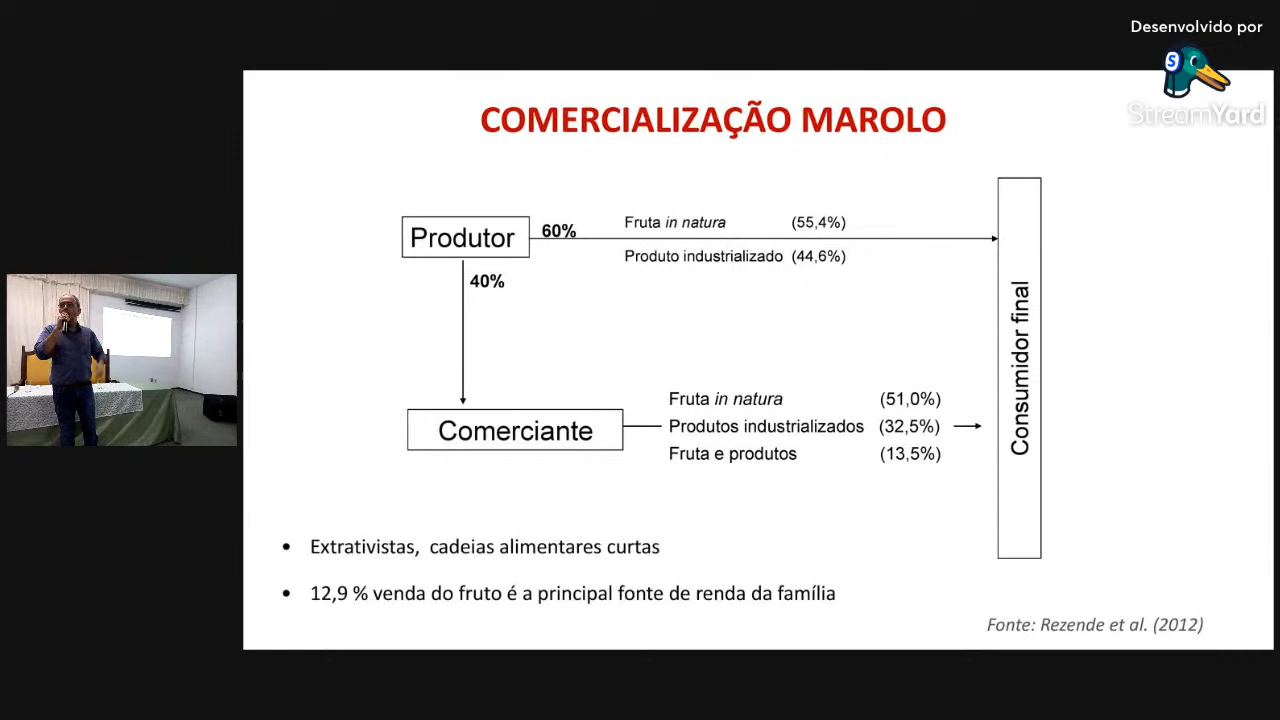 Desenvolvido por
StreamYard
COMERCIALIZAÇÃO MAROLO
Produtor
60%
Fruta in natura (55,4%)
Produto industrializado (44,6%)
40%
Comerciante
Fruta in natura (51,0%)
Produtos industrializados (32,5%)
Fruta e produtos (13,5%)
Consumidor final
• Extrativistas, cadeias alimentares curtas
• 12,9 % venda do fruto é a principal fonte de renda da família
Fonte: Rezende et al. (2012)